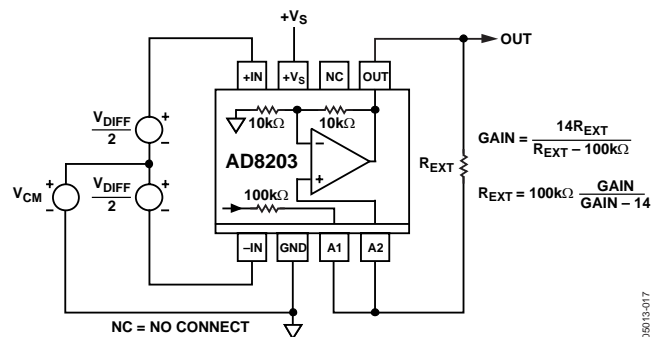 +VS
OUT
+IN
+VS
NC
OUT
10kΩ
10kΩ
VDIFF
2
AD8203
GAIN = 14REXT
REXT – 100kΩ
REXT
VCM
VDIFF
2
100kΩ
REXT = 100kΩ GAIN
GAIN – 14
–IN
GND
A1
A2
NC = NO CONNECT
05013-017